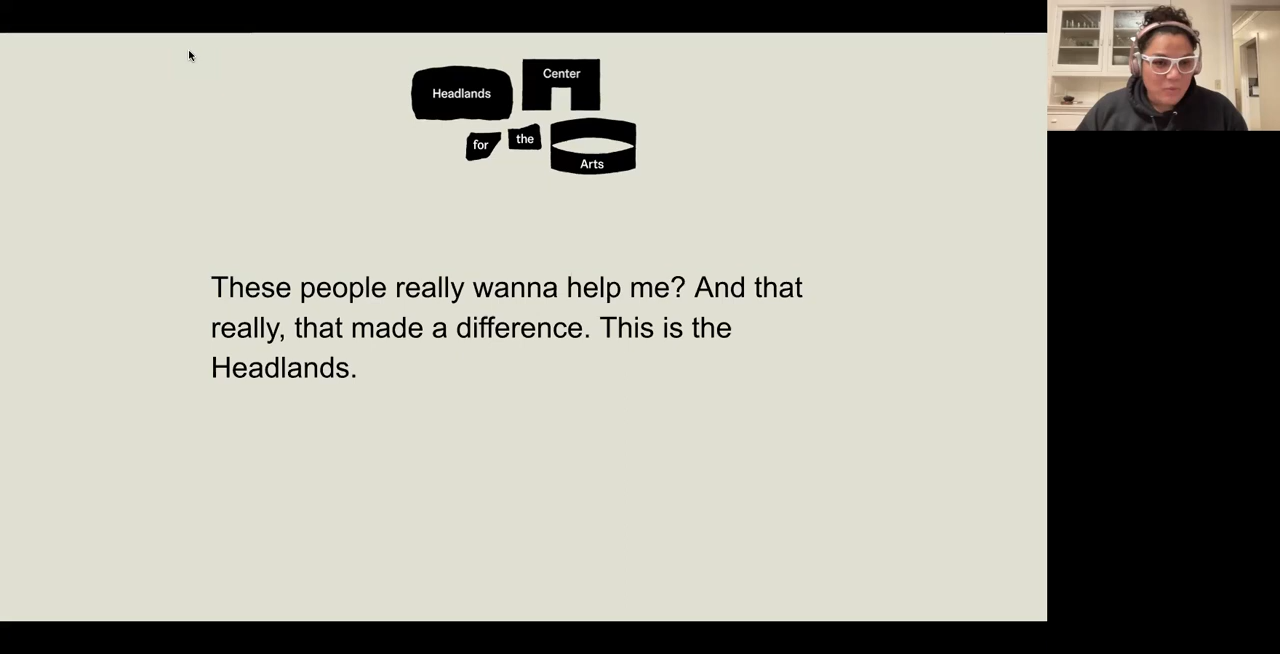 Headlands
Center
for
the
Arts
These people really wanna help me? And that
really, that made a difference. This is the
Headlands.